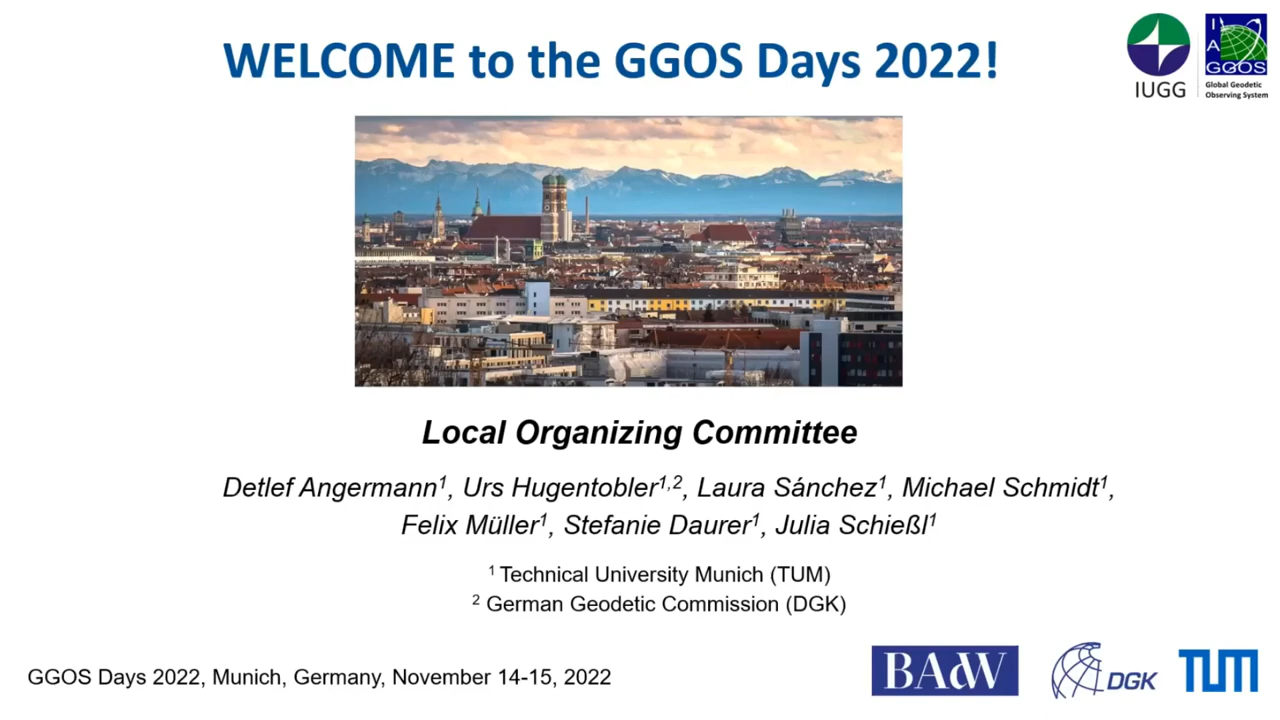 WELCOME to the GGOS Days 2022!
IUGG
I
A
G
GGOS
Global Geodetic
Observing System
Local Organizing Committee
Detlef Angermann¹, Urs Hugentobler¹,², Laura Sánchez¹, Michael Schmidt¹,
Felix Müller¹, Stefanie Daurer¹, Julia Schießl¹
¹ Technical University Munich (TUM)
² German Geodetic Commission (DGK)
GGOS Days 2022, Munich, Germany, November 14-15, 2022
BAdW
DGK
TUM